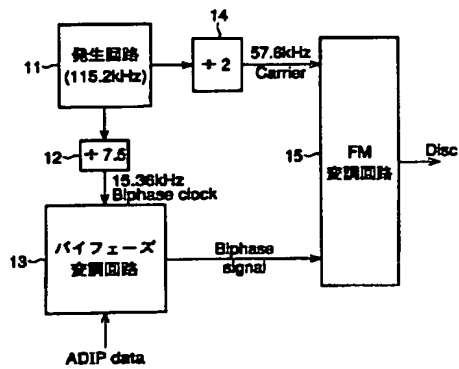 14
発生回路
(115.2kHz)
11
÷ 2
57.6kHz
Carrier
12
÷ 7.5
15.36kHz
Biphase clock
15
FM
変調回路
Disc
13
バイフェーズ
変調回路
Biphase
signal
ADIP data